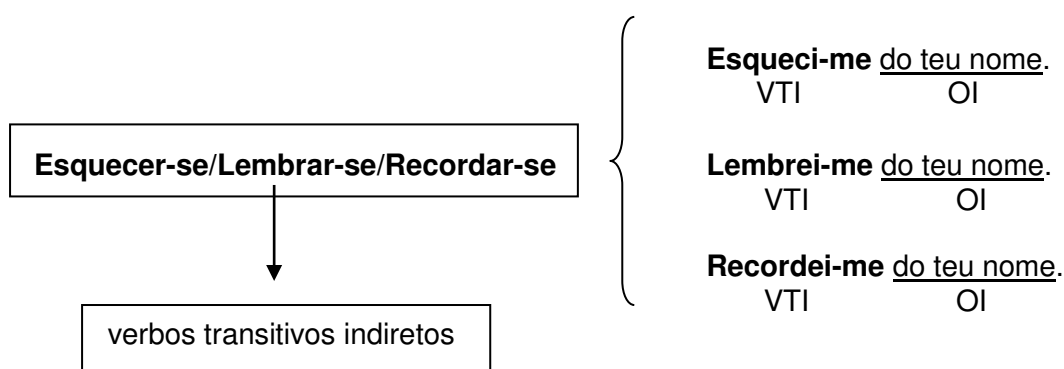 Esquecer-se/Lembrar-se/Recordar-se
verbos transitivos indiretos
Esqueci-me do teu nome.
VTI OI
Lembrei-me do teu nome.
VTI OI
Recordei-me do teu nome.
VTI OI